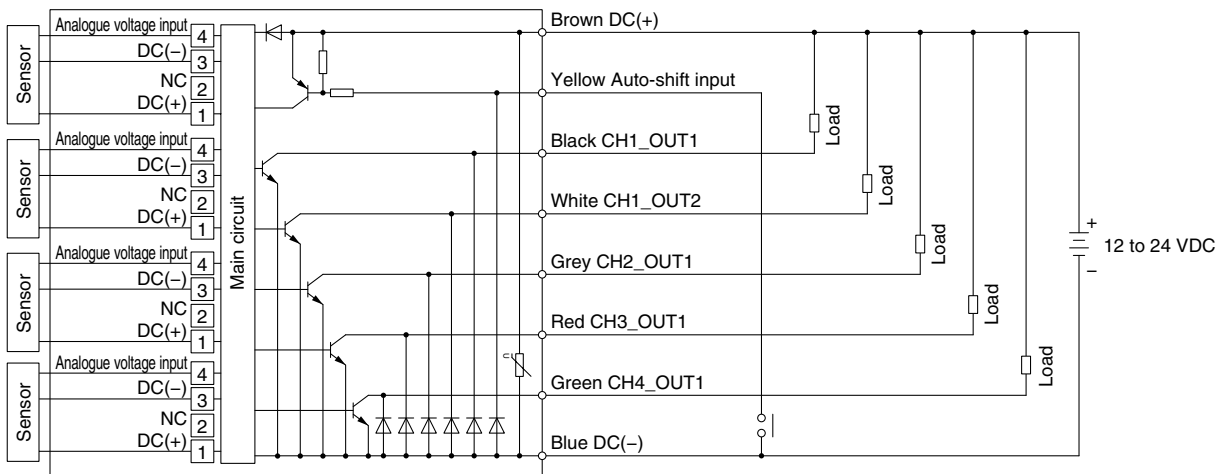 Sensor
Analogue voltage input 4
DC(−) 3
NC 2
DC(+) 1
Sensor
Analogue voltage input 4
DC(−) 3
NC 2
DC(+) 1
Sensor
Analogue voltage input 4
DC(−) 3
NC 2
DC(+) 1
Sensor
Analogue voltage input 4
DC(−) 3
NC 2
DC(+) 1
Main circuit
Brown DC(+)
Yellow Auto-shift input
Black CH1_OUT1
White CH1_OUT2
Grey CH2_OUT1
Red CH3_OUT1
Green CH4_OUT1
Blue DC(−)
Load
Load
Load
Load
Load
+
12 to 24 VDC
−